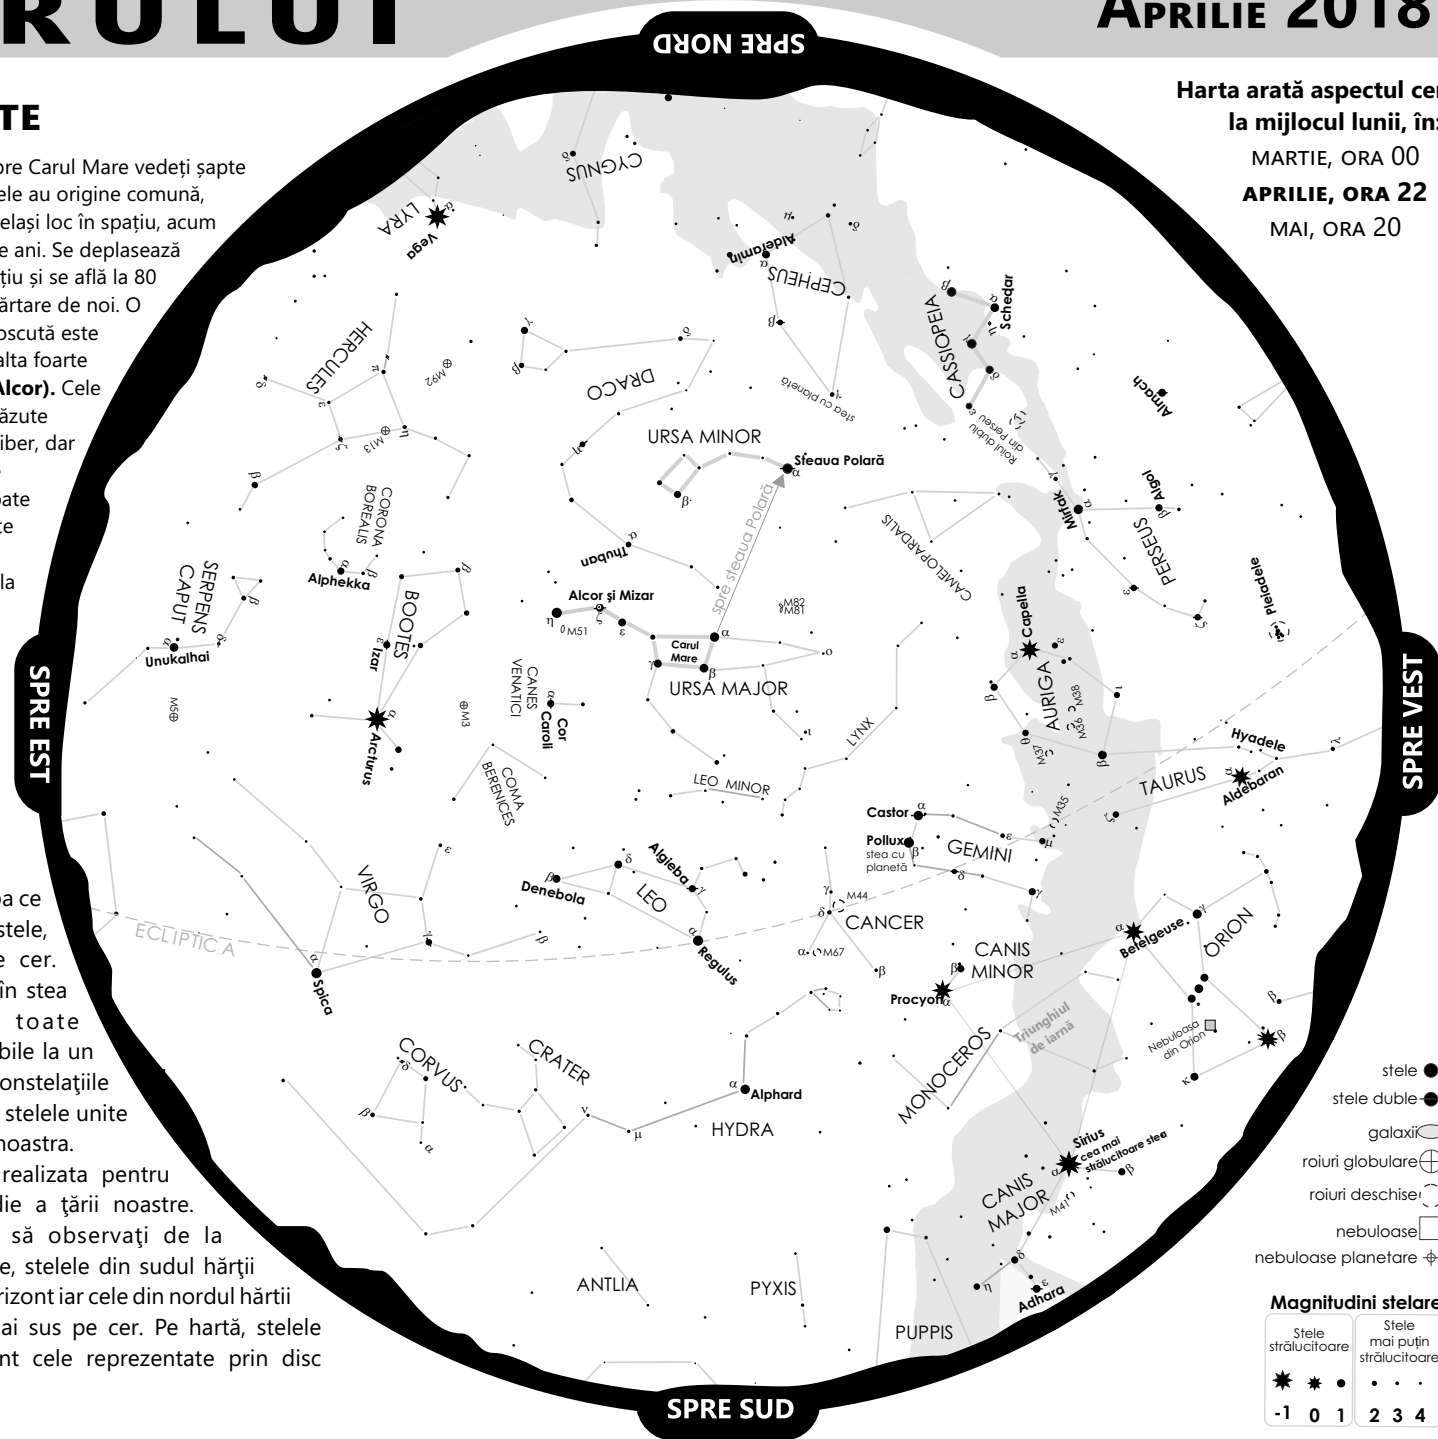 RULUI
APRILIE 2018
SPRE NORD
Harta arată aspectul cer
la mijlocul lunii, în:
MARTIE, ORA 00
APRILIE, ORA 22
MAI, ORA 20
TE
pre Carul Mare vedeți șapte
ele au origine comună,
elași loc în spațiu, acum
e ani. Se deplasează
țiu și se află la 80
ărtare de noi. O
oscută este
alta foarte
Alcor). Cele
ăzute
iber, dar
pate
te
la
CYGNUS
δ
LYRA
α
Vega
η
δ
Alderamin
α
CEPHEUS
β
γ
stea cu planetă
β
CASSIOPEIA
α
Schedar
η
γ
δ
ε
Roiul dublu
din Perseu
Almach
HERCULES
π
δ
ε
ζ
η
β
M92
M13
γ
β
δ
DRACO
η
URSA MINOR
Steaua Polară
α
β
spre steaua Polară
α
Thuban
CAMELOPARDALIS
γ
α
Mirfak
β
Algol
PERSEUS
ε
ζ
Pleiadele
CORONA
BOREALIS
α
β
Alphekka
SERPENS
CAPUT
β
δ
α
Unukalhai
M5
BOOTES
β
ε
Izar
α
Arcturus
M3
Alcor și Mizar
η
ζ
ε
M51
M82
M81
α
Carul
Mare
γ
β
ο
URSA MAJOR
ι
CANES
VENATICI
α
Cor
Caroli
COMA
BERENICES
LEO MINOR
LYNX
Capella
α
ε
β
AURIGA
ι
θ
β
M38
M36
M37
SPRE EST
SPRE VEST
Hyadele
λ
α
Aldebaran
TAURUS
ζ
M35
Castor
α
Pollux
β
stea cu
planetă
GEMINI
ε
μ
δ
γ
VIRGO
ε
γ
β
α
Spica
ECLIPTICA
Denebola
β
δ
Algieba
γ
LEO
α
Regulus
γ
M44
δ
CANCER
α
M67
β
CANIS
MINOR
β
Procyon
α
α
Betelgeuse
γ
ORION
β
β
κ
Nebuloasa
din Orion
Triunghiul
de iarnă
MONOCEROS
CORVUS
δ
β
α
CRATER
ν
μ
α
Alphard
HYDRA
Sirius
cea mai
strălucitoare stea
α
β
CANIS
MAJOR
M41
δ
η
ε
Adhara
ANTLIA
PYXIS
PUPPIS
SPRE SUD
pa ce
stele,
e cer.
în stea
toate
bile la un
onstelațiile
stelele unite
noastra.
realizata pentru
die a țării noastre.
să observați de la
e, stelele din sudul hărții
rizont iar cele din nordul hărtii
ai sus pe cer. Pe hartă, stelele
nt cele reprezentate prin disc
stele
stele duble
galaxii
roiuri globulare
roiuri deschise
nebuloase
nebuloase planetare
Magnitudini stelare
Stele
strălucitoare
Stele
mai puțin
strălucitoare
-1 0 1 2 3 4